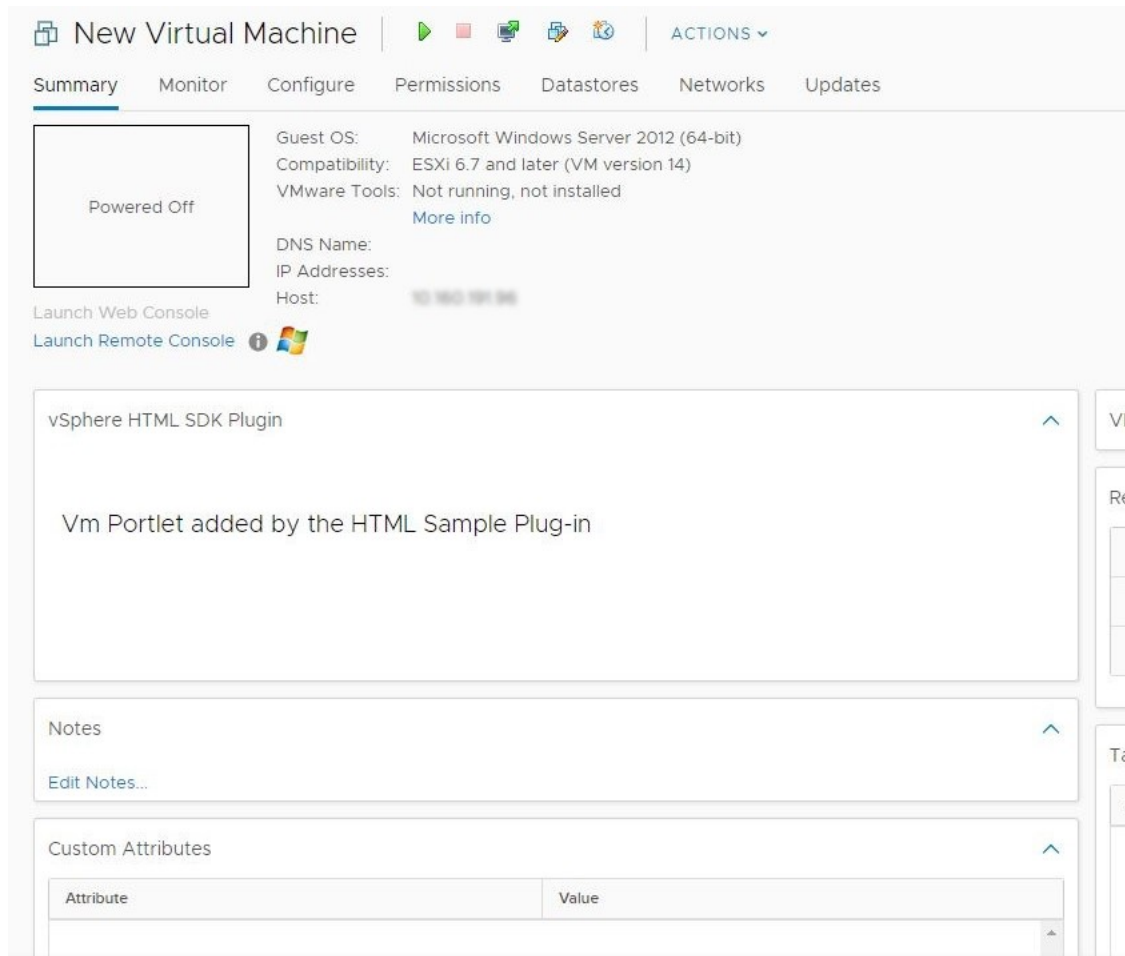 New Virtual Machine
ACTIONS
Summary Monitor Configure Permissions Datastores Networks Updates
Powered Off
Guest OS: Microsoft Windows Server 2012 (64-bit)
Compatibility: ESXi 6.7 and later (VM version 14)
VMware Tools: Not running, not installed
More info
DNS Name:
IP Addresses:
Host:
Launch Web Console
Launch Remote Console
vSphere HTML SDK Plugin
Vm Portlet added by the HTML Sample Plug-in
Notes
Edit Notes...
Custom Attributes
Attribute Value